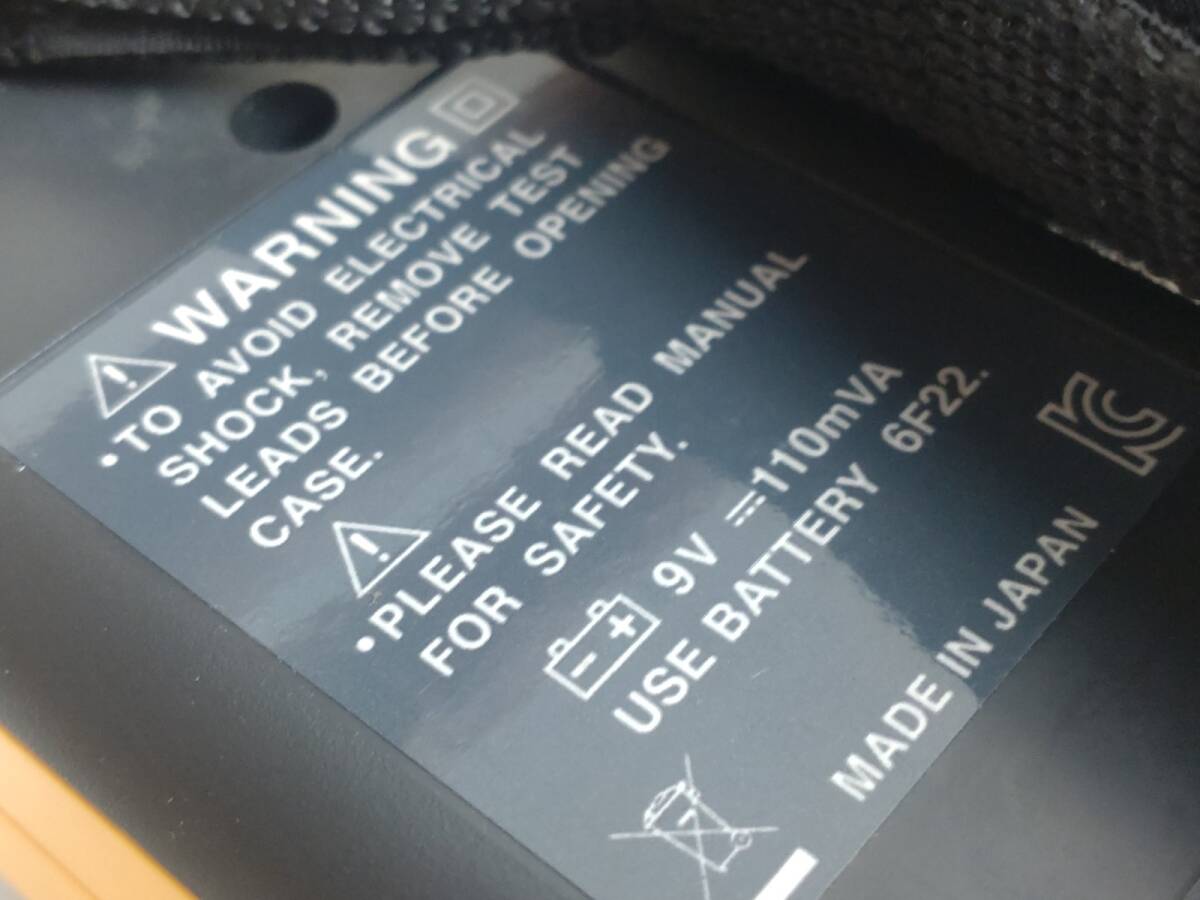 WARNING
•TO AVOID ELECTRICAL
SHOCK, REMOVE TEST
LEADS BEFORE OPENING
CASE.
•PLEASE READ MANUAL
FOR SAFETY.
9V ⎓110mVA
USE BATTERY 6F22.
MADE IN JAPAN